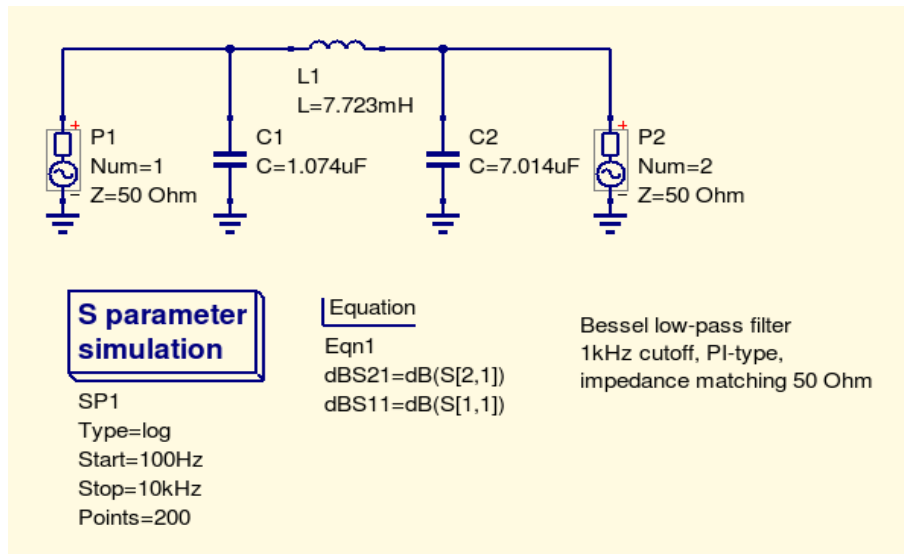 L1
L=7.723mH
+
P1
Num=1
Z=50 Ohm
−
C1
C=1.074uF
C2
C=7.014uF
+
P2
Num=2
Z=50 Ohm
−
S parameter
simulation
SP1
Type=log
Start=100Hz
Stop=10kHz
Points=200
Equation
Eqn1
dBS21=dB(S[2,1])
dBS11=dB(S[1,1])
Bessel low-pass filter
1kHz cutoff, PI-type,
impedance matching 50 Ohm